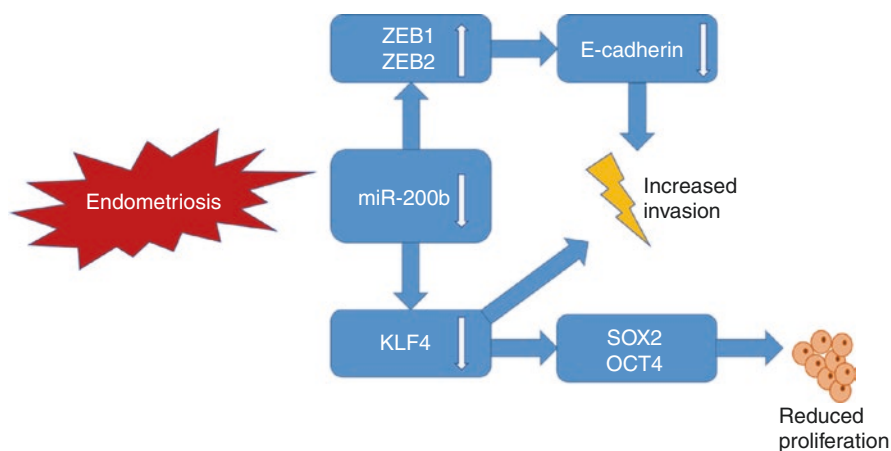 ZEB1
ZEB2
E-cadherin
Endometriosis
miR-200b
Increased
invasion
KLF4
SOX2
OCT4
Reduced
proliferation